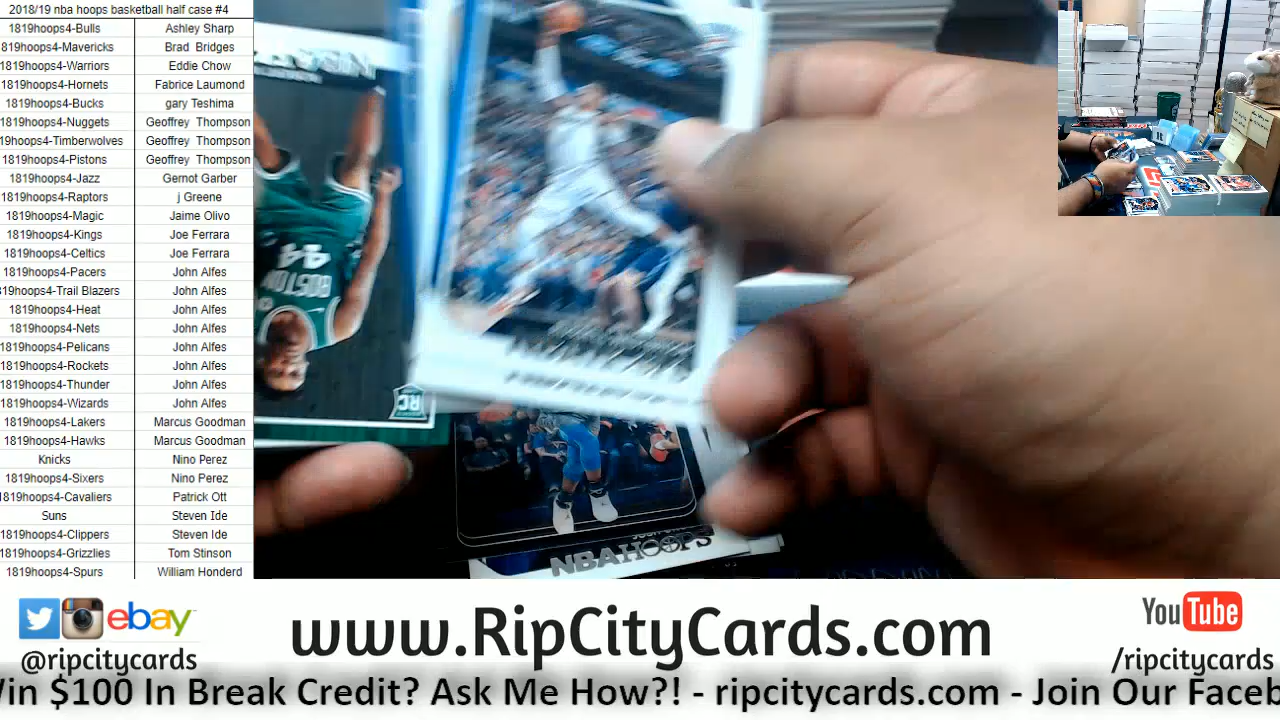 2018/19 nba hoops basketball half case #4
1819hoops4-Bulls Ashley Sharp
819hoops4-Mavericks Brad Bridges
1819hoops4-Warriors Eddie Chow
1819hoops4-Hornets Fabrice Laumond
1819hoops4-Bucks gary Teshima
1819hoops4-Nuggets Geoffrey Thompson
19hoops4-Timberwolves Geoffrey Thompson
1819hoops4-Pistons Geoffrey Thompson
1819hoops4-Jazz Gernot Garber
1819hoops4-Raptors j Greene
1819hoops4-Magic Jaime Olivo
1819hoops4-Kings Joe Ferrara
1819hoops4-Celtics Joe Ferrara
1819hoops4-Pacers John Alfes
819hoops4-Trail Blazers John Alfes
1819hoops4-Heat John Alfes
1819hoops4-Nets John Alfes
1819hoops4-Pelicans John Alfes
1819hoops4-Rockets John Alfes
1819hoops4-Thunder John Alfes
1819hoops4-Wizards John Alfes
1819hoops4-Lakers Marcus Goodman
1819hoops4-Hawks Marcus Goodman
Knicks Nino Perez
1819hoops4-Sixers Nino Perez
1819hoops4-Cavaliers Patrick Ott
Suns Steven Ide
1819hoops4-Clippers Steven Ide
1819hoops4-Grizzlies Tom Stinson
1819hoops4-Spurs William Honderd
44
BOSTON
RC
NBA HOOPS
ebay
@ripcitycards
www.RipCityCards.com
YouTube
/ripcitycards
Win $100 In Break Credit? Ask Me How?! - ripcitycards.com - Join Our Faceb